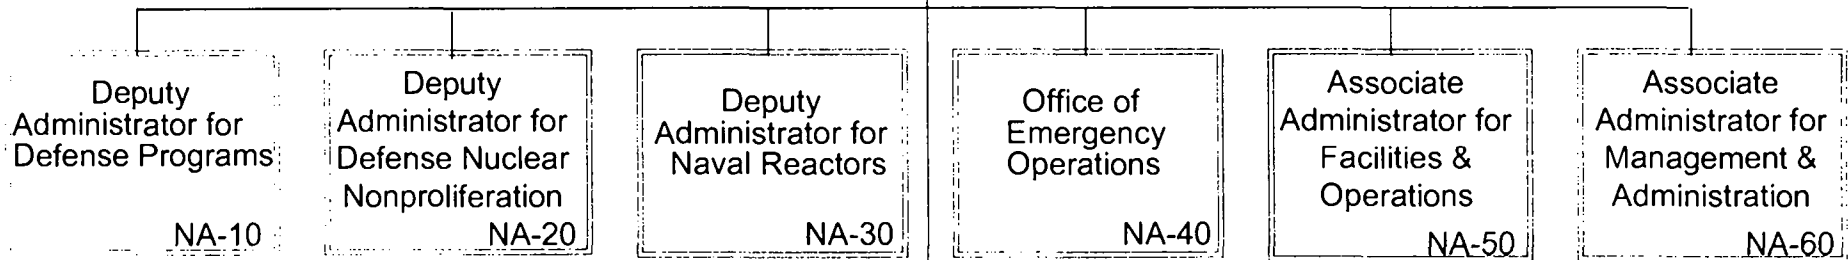 Deputy
Administrator for
Defense Programs
NA-10
Deputy
Administrator for
Defense Nuclear
Nonproliferation
NA-20
Deputy
Administrator for
Naval Reactors
NA-30
Office of
Emergency
Operations
NA-40
Associate
Administrator for
Facilities &
Operations
NA-50
Associate
Administrator for
Management &
Administration
NA-60